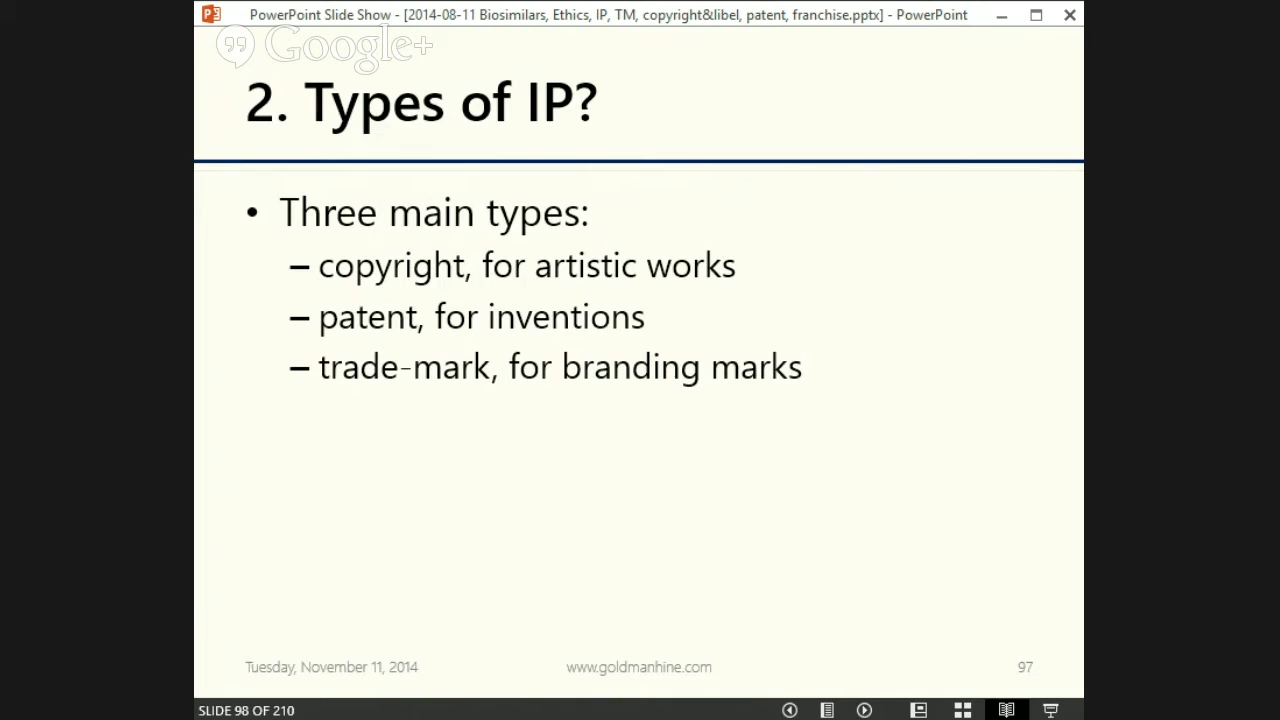 PowerPoint Slide Show - [2014-08-11 Biosimilars, Ethics, IP, TM, copyright&libel, patent, franchise.pptx] - PowerPoint
Google+
2. Types of IP?
• Three main types:
– copyright, for artistic works
– patent, for inventions
– trade-mark, for branding marks
Tuesday, November 11, 2014
www.goldmanhine.com
97
SLIDE 98 OF 210